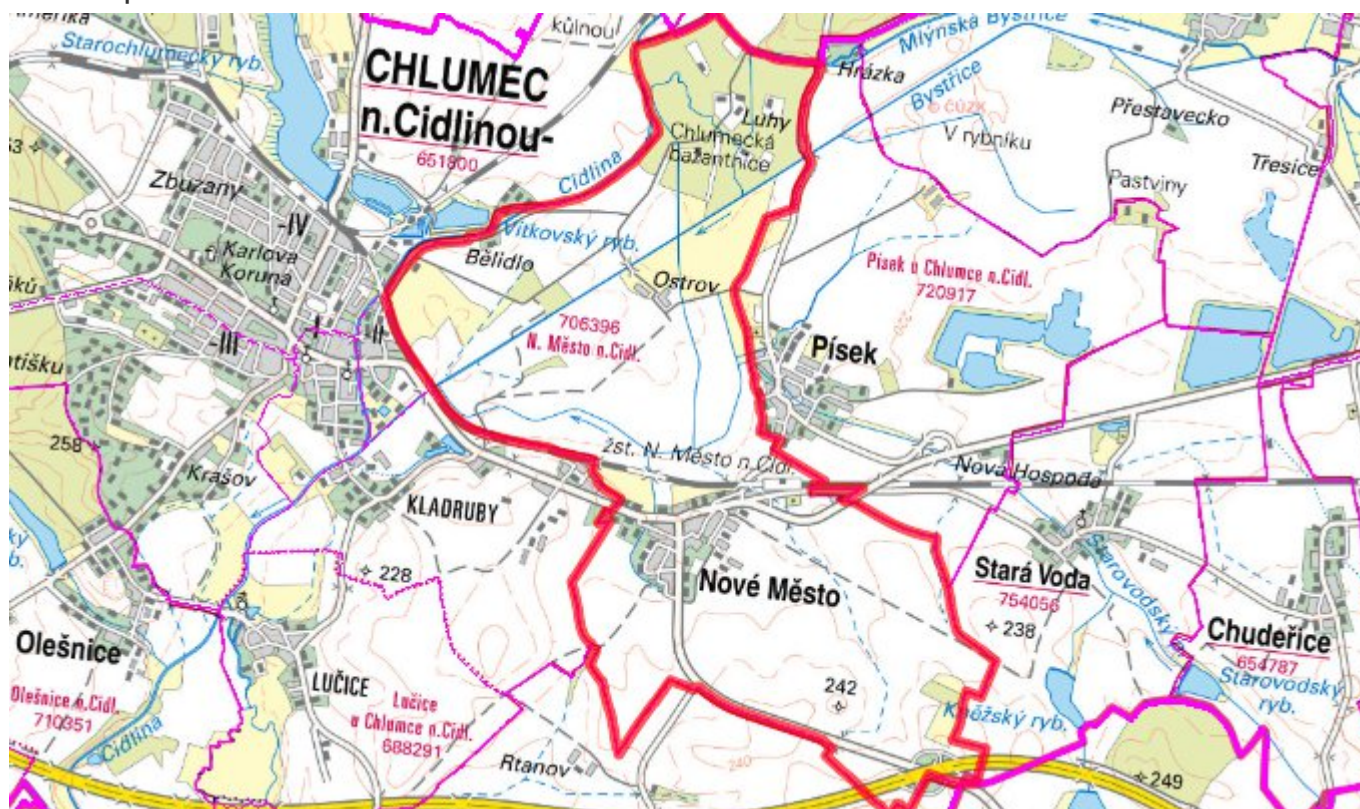 kůlnou
Starochlumecký ryb.
CHLUMEC
n.Cidlinou-
651800
Mlýnská Bystřice
Hrázka
Bystřice
© ČÚZK
Přestavecko
Luhy
Chlumecká
bažantnice
V rybníku
Třesice
Zbuzany
Cidlina
Pastviny
-IV
Karlova
Koruna
Vítkovský ryb.
Bělidlo
Ostrov
Písek u Chlumce n.Cidl.
720917
706396
N. Město n.Cidl.
-I
-II
-III
Písek
258
Krašov
KLADRUBY
žst. N. Město n.Cidl.
Nová Hospoda
228
Nové Město
Stará Voda
754056
238
Starovodský
Chudeřice
654787
Starovodský
ryb.
Olešnice
Olešnice n.Cidl.
710351
Cidlina
LUČICE
Lučice
u Chlumce n.Cidl.
688291
242
Kněžský ryb.
Rtanov
240
249